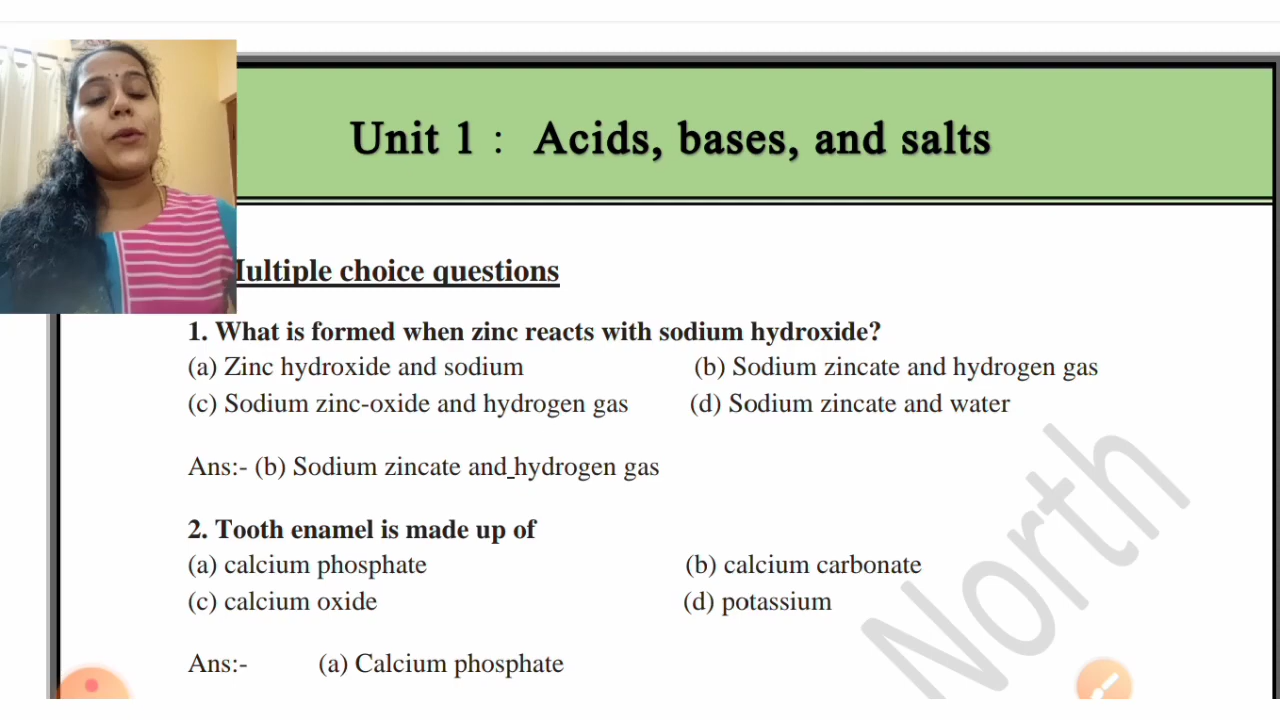 Unit 1 : Acids, bases, and salts
Multiple choice questions
1. What is formed when zinc reacts with sodium hydroxide?
(a) Zinc hydroxide and sodium (b) Sodium zincate and hydrogen gas
(c) Sodium zinc-oxide and hydrogen gas (d) Sodium zincate and water
Ans:- (b) Sodium zincate and hydrogen gas
2. Tooth enamel is made up of
(a) calcium phosphate (b) calcium carbonate
(c) calcium oxide (d) potassium
Ans:- (a) Calcium phosphate
North